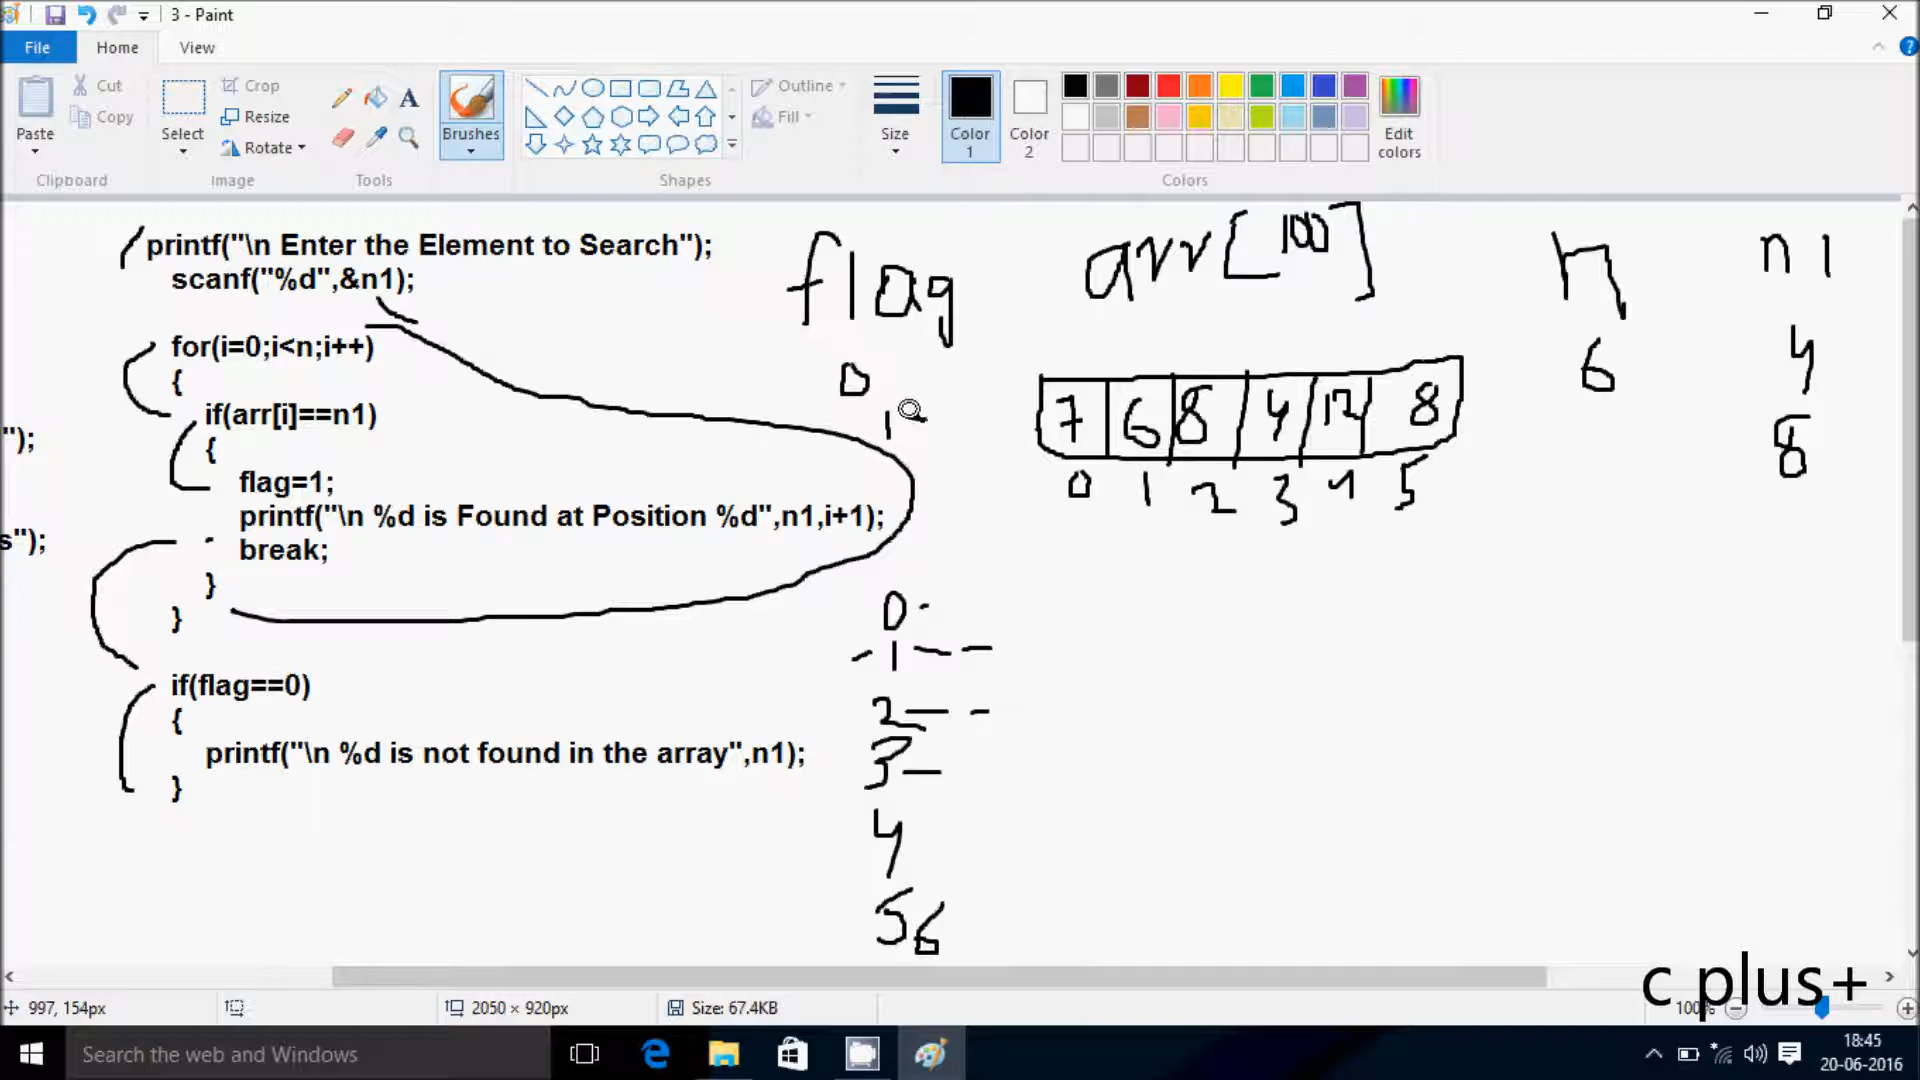 3 - Paint
File
Home
View
Paste
Cut
Copy
Clipboard
Select
Crop
Resize
Rotate
Image
A
Tools
Brushes
Shapes
Outline
Fill
Size
Color 1
Color 2
Edit colors
Colors
printf("\n Enter the Element to Search");
scanf("%d",&n1);
for(i=0;i<n;i++)
{
if(arr[i]==n1)
{
");
flag=1;
printf("\n %d is Found at Position %d",n1,i+1);
s");
break;
}
}
if(flag==0)
{
printf("\n %d is not found in the array",n1);
}
flag
0
1
arr[100]
7 6 8 4 12 8
0 1 2 3 4 5
n
6
n1
4
8
0
1
2
3
4
5 6
c plus+
997, 154px
2050 × 920px
Size: 67.4KB
100%
Search the web and Windows
18:45
20-06-2016